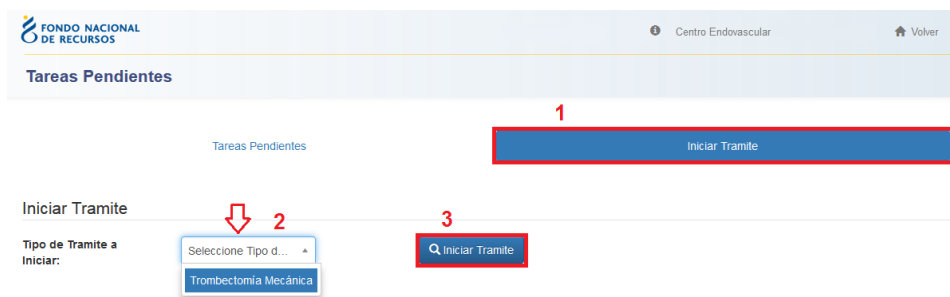 FONDO NACIONAL
DE RECURSOS
Centro Endovascular
Volver
Tareas Pendientes
1
Tareas Pendientes
Iniciar Tramite
Iniciar Tramite
2
3
Tipo de Tramite a
Iniciar:
Seleccione Tipo d...
Iniciar Tramite
Trombectomía Mecánica